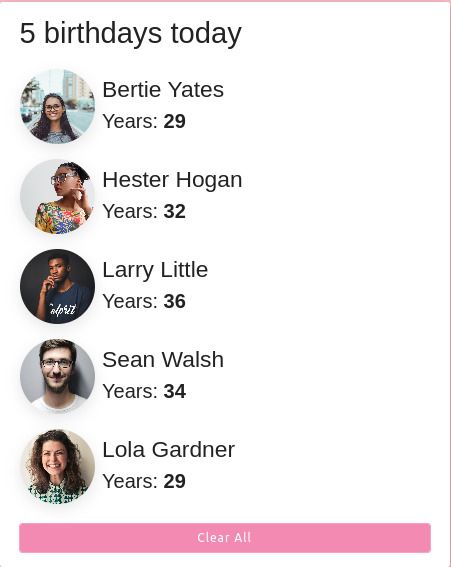 5 birthdays today
Bertie Yates
Years: 29
Hester Hogan
Years: 32
Larry Little
Years: 36
Sean Walsh
Years: 34
Lola Gardner
Years: 29
Clear All